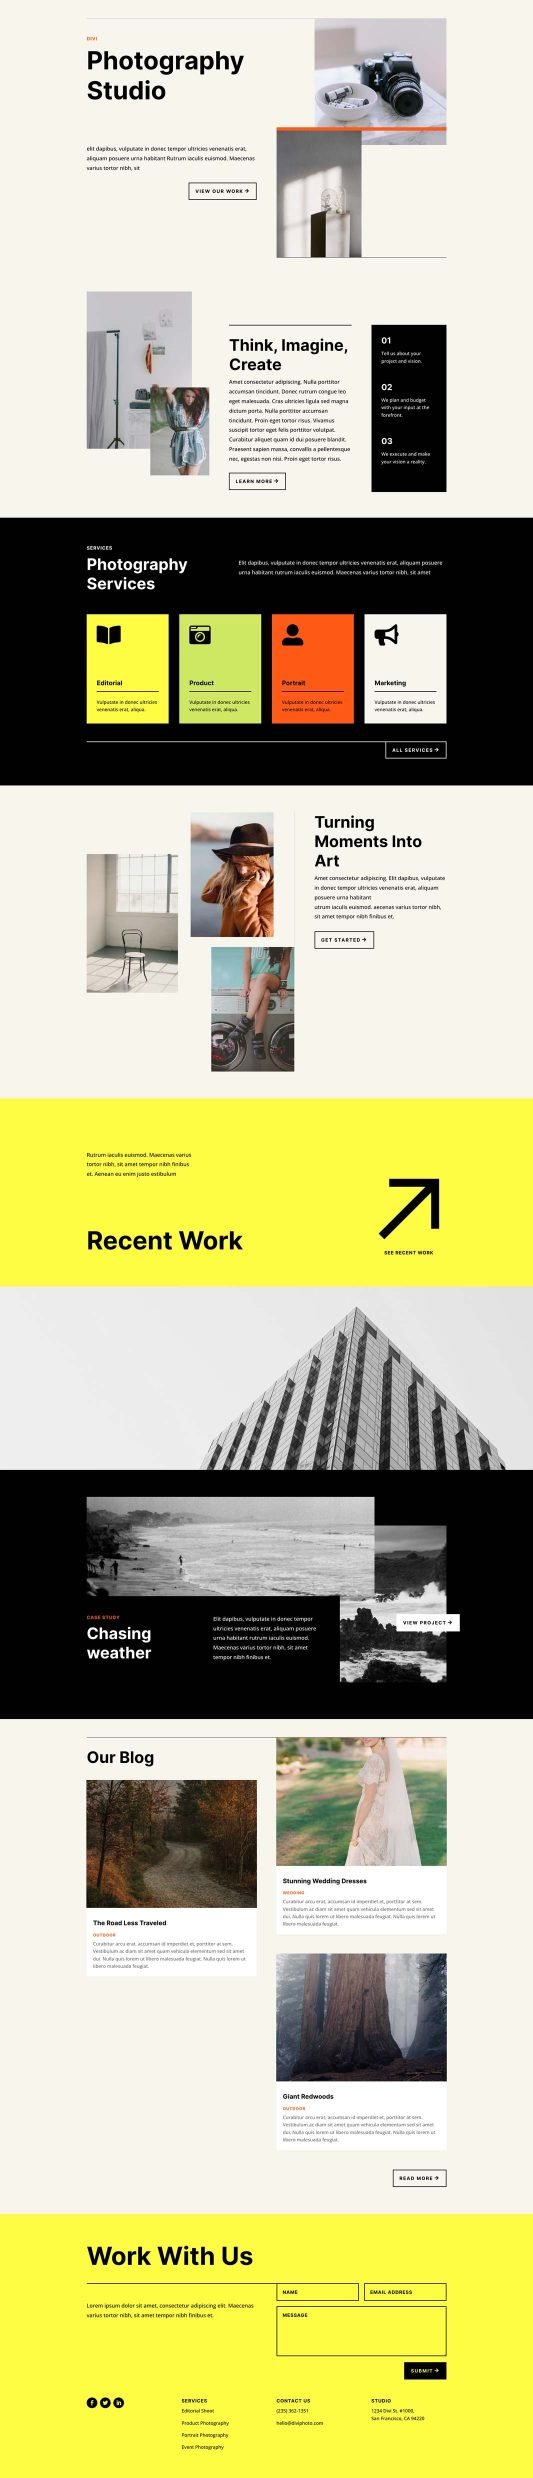 DIVI
Photography
Studio
elit dapibus, vulputate in donec tempor ultricies venenatis erat,
aliquam posuere urna habitant Rutrum iaculis euismod. Maecenas
varius tortor nibh, sit
VIEW OUR WORK →
Think, Imagine,
Create
Amet consectetur adipiscing. Nulla porttitor
accumsan tincidunt. Donec rutrum congue leo
eget malesuada. Cras ultricies ligula sed magna
dictum porta. Nulla porttitor accumsan
tincidunt. Proin eget tortor risus. Vivamus
suscipit tortor eget felis porttitor volutpat.
Curabitur aliquet quam id dui posuere blandit.
Praesent sapien massa, convallis a pellentesque
nec, egestas non nisi. Proin eget tortor risus.
LEARN MORE →
01
Tell us about your
project and vision.
02
We plan and budget
with your input at the
forefront.
03
We execute and make
your vision a reality.
SERVICES
Photography
Services
Elit dapibus, vulputate in donec tempor ultricies venenatis erat, aliquam posuere
urna habitant rutrum iaculis euismod. Maecenas varius tortor nibh, sit amet
Editorial
Vulputate in donec ultricies
venenatis erat, aliqua.
Product
Vulputate in donec ultricies
venenatis erat, aliqua.
Portrait
Vulputate in donec ultricies
venenatis erat, aliqua.
Marketing
Vulputate in donec ultricies
venenatis erat, aliqua.
ALL SERVICES →
Turning
Moments Into
Art
Amet consectetur adipiscing. Elit dapibus, vulputate
in donec tempor ultricies venenatis erat, aliquam
posuere urna habitant
utrum iaculis euismod. aecenas varius tortor nibh,
sit amet tempor nibh finibus et,
GET STARTED →
Rutrum iaculis euismod. Maecenas varius
tortor nibh, sit amet tempor nibh finibus
et. Aenean eu enim justo estibulum
Recent Work
SEE RECENT WORK
CASE STUDY
Chasing
weather
Elit dapibus, vulputate in donec tempor
ultricies venenatis erat, aliquam posuere
urna habitant rutrum iaculis euismod.
Maecenas varius tortor nibh, sit amet
tempor nibh finibus et.
VIEW PROJECT →
Our Blog
The Road Less Traveled
OUTDOOR
Curabitur arcu erat, accumsan id imperdiet et, porttitor at sem.
Vestibulum ac diam sit amet quam vehicula elementum sed sit amet
dui. Nulla quis lorem ut libero malesuada feugiat. Nulla quis lorem ut
libero malesuada feugiat.
Stunning Wedding Dresses
WEDDING
Curabitur arcu erat, accumsan id imperdiet et, porttitor at sem.
Vestibulum ac diam sit amet quam vehicula elementum sed sit amet
dui. Nulla quis lorem ut libero malesuada feugiat. Nulla quis lorem ut
libero malesuada feugiat.
Giant Redwoods
OUTDOOR
Curabitur arcu erat, accumsan id imperdiet et, porttitor at sem.
Vestibulum ac diam sit amet quam vehicula elementum sed sit amet
dui. Nulla quis lorem ut libero malesuada feugiat. Nulla quis lorem ut
libero malesuada feugiat.
READ MORE →
Work With Us
Lorem ipsum dolor sit amet, consectetur adipiscing elit. Maecenas
varius tortor nibh, sit amet tempor nibh finibus et.
NAME
EMAIL ADDRESS
MESSAGE
SUBMIT →
SERVICES
Editorial Shoot
Product Photography
Portrait Photography
Event Photography
CONTACT US
(235) 362-1351
hello@diviphoto.com
STUDIO
1234 Divi St. #1000,
San Francisco, CA 94220